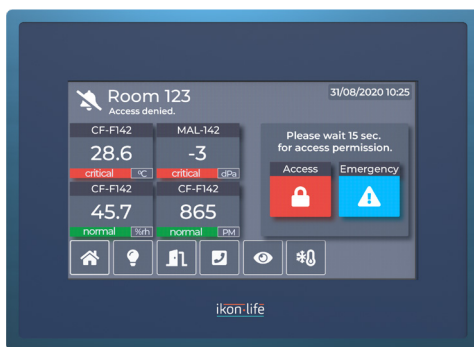 Room 123
31/08/2020 10:25
Access denied.
CF-F142
MAL-142
28.6
-3
critical ºC
critical dPa
CF-F142
CF-F142
45.7
865
normal %rh
normal PM
Please wait 15 sec.
for access permission.
Access
Emergency
ikon·life